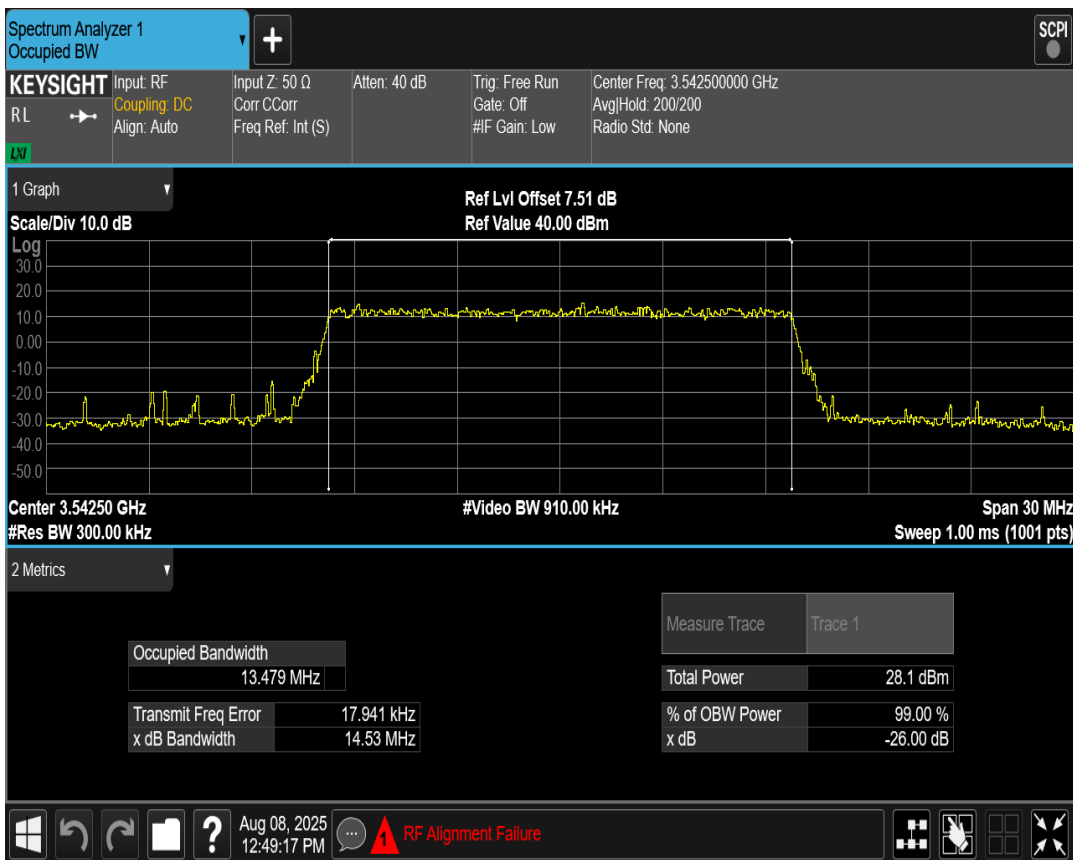 Spectrum Analyzer 1
Occupied BW
SCPI
KEYSIGHT
RL
LXI
Input: RF
Coupling: DC
Align: Auto
Input Z: 50 Ω
Corr CCorr
Freq Ref: Int (S)
Atten: 40 dB
Trig: Free Run
Gate: Off
#IF Gain: Low
Center Freq: 3.542500000 GHz
Avg|Hold: 200/200
Radio Std: None
1 Graph
Scale/Div 10.0 dB
Ref Lvl Offset 7.51 dB
Ref Value 40.00 dBm
Log
30.0
20.0
10.0
0.00
-10.0
-20.0
-30.0
-40.0
-50.0
Center 3.54250 GHz
#Video BW 910.00 kHz
Span 30 MHz
#Res BW 300.00 kHz
Sweep 1.00 ms (1001 pts)
2 Metrics
Measure Trace Trace 1
Occupied Bandwidth
13.479 MHz
Total Power 28.1 dBm
Transmit Freq Error 17.941 kHz
% of OBW Power 99.00 %
x dB Bandwidth 14.53 MHz
x dB -26.00 dB
?
Aug 08, 2025
12:49:17 PM
1
RF Alignment Failure